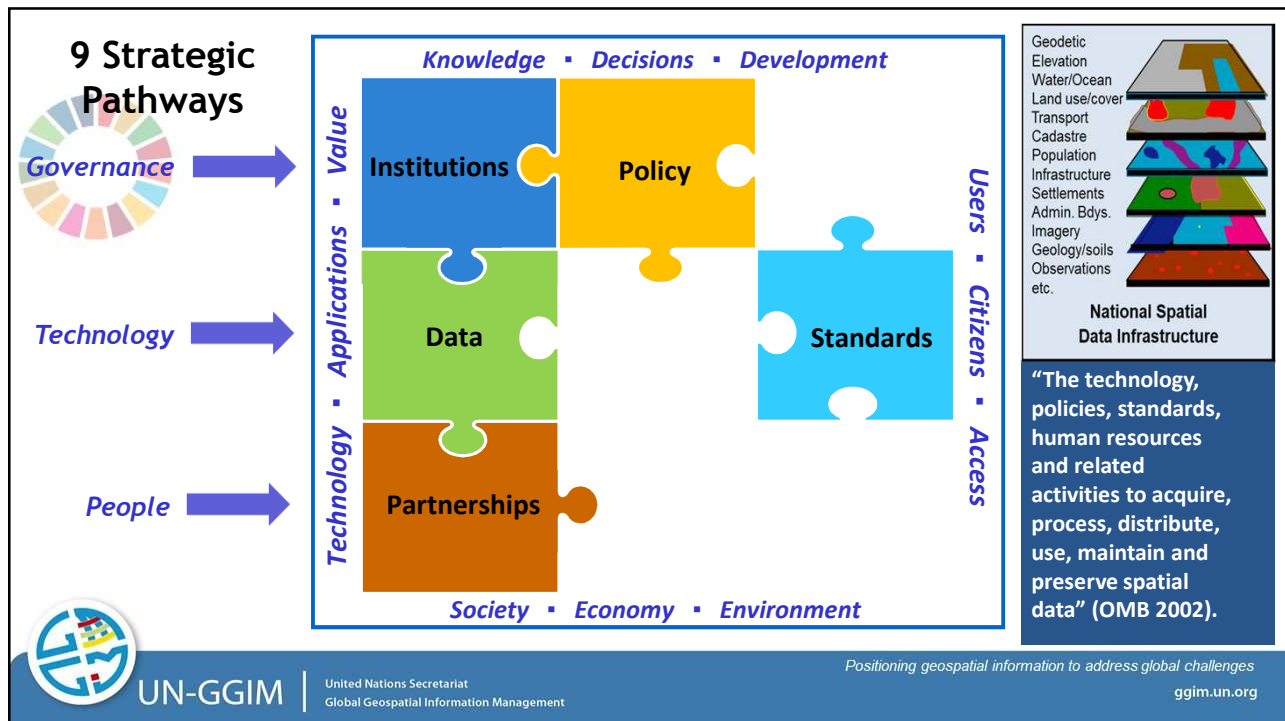 9 Strategic
Pathways
Governance
Technology
People
Knowledge ▪ Decisions ▪ Development
Technology ▪ Applications ▪ Value
Institutions
Policy
Data
Standards
Partnerships
Users ▪ Citizens ▪ Access
Society ▪ Economy ▪ Environment
Geodetic
Elevation
Water/Ocean
Land use/cover
Transport
Cadastre
Population
Infrastructure
Settlements
Admin. Bdys.
Imagery
Geology/soils
Observations
etc.
National Spatial
Data Infrastructure
“The technology,
policies, standards,
human resources
and related
activities to acquire,
process, distribute,
use, maintain and
preserve spatial
data” (OMB 2002).
UN-GGIM
United Nations Secretariat
Global Geospatial Information Management
Positioning geospatial information to address global challenges
ggim.un.org